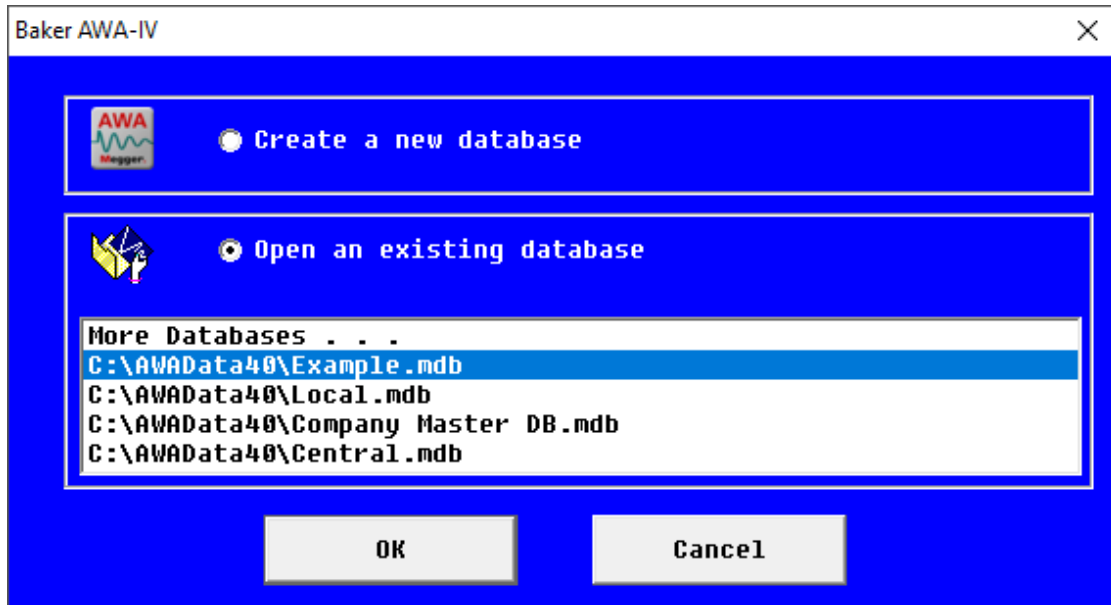 Baker AWA-IV
AWA
Megger.
Create a new database
Open an existing database
More Databases . . .
C:\AWAData40\Example.mdb
C:\AWAData40\Local.mdb
C:\AWAData40\Company Master DB.mdb
C:\AWAData40\Central.mdb
OK
Cancel